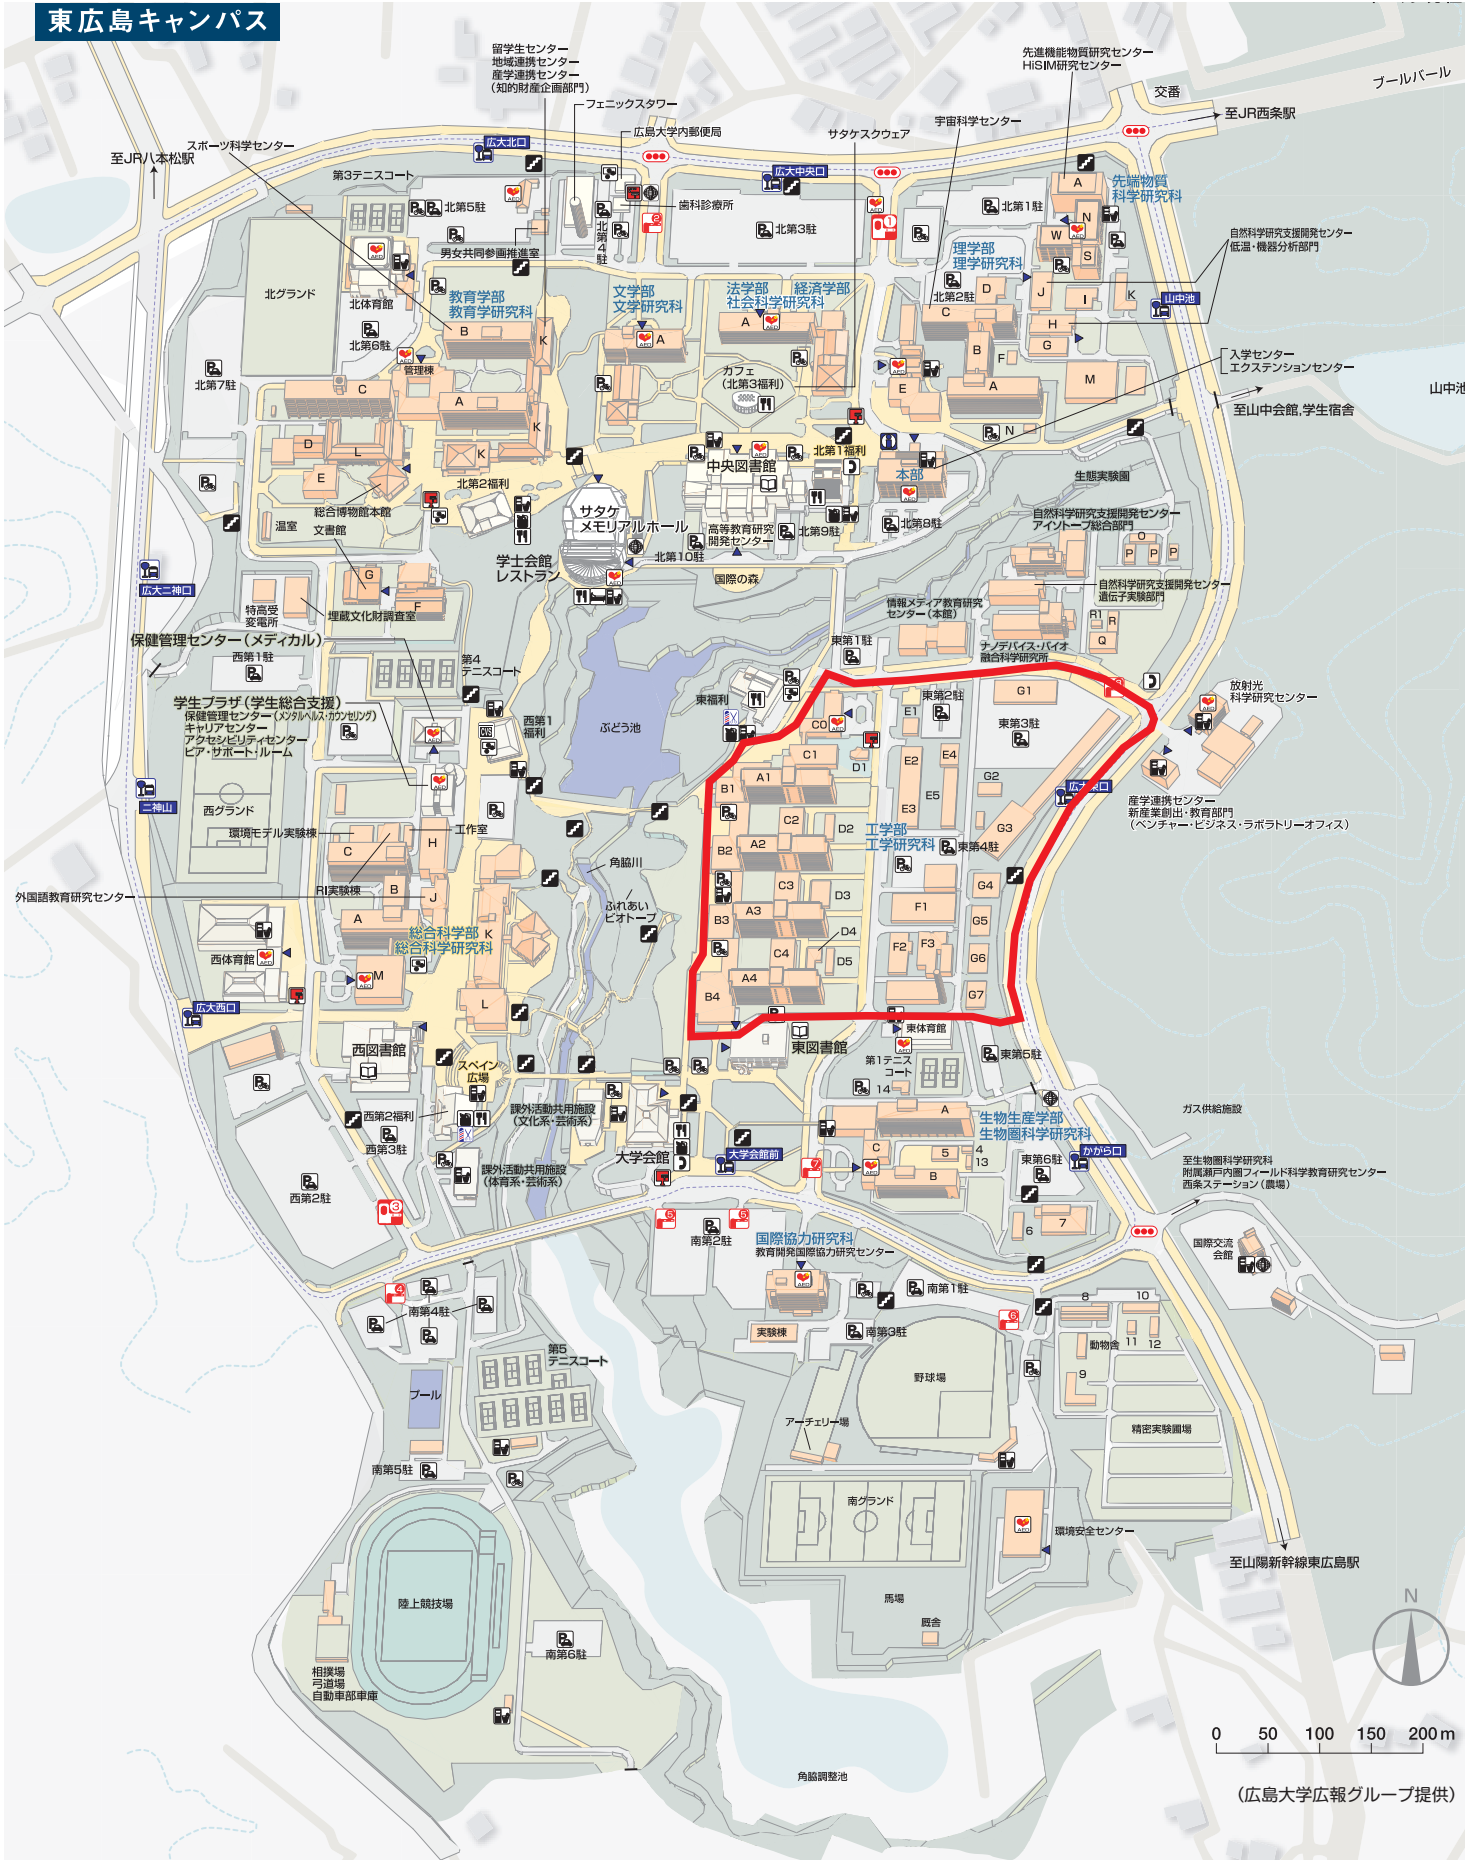 東広島キャンパス
留学生センター
地域連携センター
産学連携センター
(知的財産企画部門)
フェニックスタワー
広島大学内郵便局
サタケスクウェア
宇宙科学センター
先進機能物質研究センター
HiSIM研究センター
交番
ブールバール
至JR西条駅
至JR八本松駅
スポーツ科学センター
広大北口
広大中央口
第3テニスコート
北第5駐
北第4駐
歯科診療所
北第3駐
北第1駐
先端物質
科学研究科
A
N
W
S
自然科学研究支援開発センター
低温・機器分析部門
男女共同参画推進室
理学部
理学研究科
北第2駐
D
J
I
K
山中池
北グランド
北体育館
教育学部
教育学研究科
文学部
文学研究科
法学部
社会科学研究科
経済学部
B
K
A
A
C
H
G
北第6駐
管理棟
北第7駐
カフェ
(北第3福利)
B
F
E
A
M
入学センター
エクステンションセンター
山中池
至山中会館,学生宿舎
C
A
K
D
L
E
K
N
北第1福利
中央図書館
本部
生態実験園
総合博物館本館
北第2福利
温室
文書館
サタケ
メモリアルホール
高等教育研究
開発センター
北第9駐
北第8駐
北第10駐
自然科学研究支援開発センター
アイソトープ総合部門
O
P
P
P
学士会館
レストラン
国際の森
広大二神口
G
F
特高受
変電所
埋蔵文化財調査室
自然科学研究支援開発センター
遺伝子実験部門
情報メディア教育研究
センター(本館)
R1
R
Q
ナノデバイス・バイオ
融合科学研究所
保健管理センター(メディカル)
西第1駐
第4
テニスコート
東第1駐
学生プラザ(学生総合支援)
保健管理センター(メンタルヘルス・カウンセリング)
キャリアセンター
アクセシビリティセンター
ピア・サポート・ルーム
西第1
福利
ぶどう池
東福利
C0
E1
東第2駐
G1
東第3駐
放射光
科学研究センター
C1
D1
E2
E4
A1
B1
G2
広大東口
二神山
西グランド
E3
E5
産学連携センター
新産業創出・教育部門
(ベンチャー・ビジネス・ラボラトリーオフィス)
環境モデル実験棟
工作室
C2
D2
工学部
工学研究科
G3
C
H
B2
A2
東第4駐
角脇川
RI実験棟
B
J
外国語教育研究センター
C3
D3
G4
ふれあい
ビオトープ
A
総合科学部
総合科学研究科
K
B3
A3
F1
G5
D4
西体育館
C4
D5
F2
F3
G6
M
A4
B4
G7
L
広大西口
東図書館
東体育館
西図書館
スペイン
広場
第1テニス
コート
東第5駐
14
課外活動共用施設
(文化系・芸術系)
西第2福利
A
生物生産学部
生物圏科学研究科
ガス供給施設
西第3駐
大学会館
大学会館前
C
5
4
13
B
東第6駐
かがら口
課外活動共用施設
(体育系・芸術系)
西第2駐
至生物圏科学研究科
附属瀬戸内圏フィールド科学教育研究センター
西条ステーション(農場)
6
7
南第2駐
国際協力研究科
教育開発国際協力研究センター
国際交流
会館
南第1駐
南第4駐
実験棟
南第3駐
8
10
動物舎
11
12
第5
テニスコート
プール
野球場
9
アーチェリー場
精密実験圃場
南第5駐
南グランド
環境安全センター
至山陽新幹線東広島駅
陸上競技場
馬場
厩舎
南第6駐
相撲場
弓道場
自動車部車庫
N
0 50 100 150 200m
角脇調整池
(広島大学広報グループ提供)